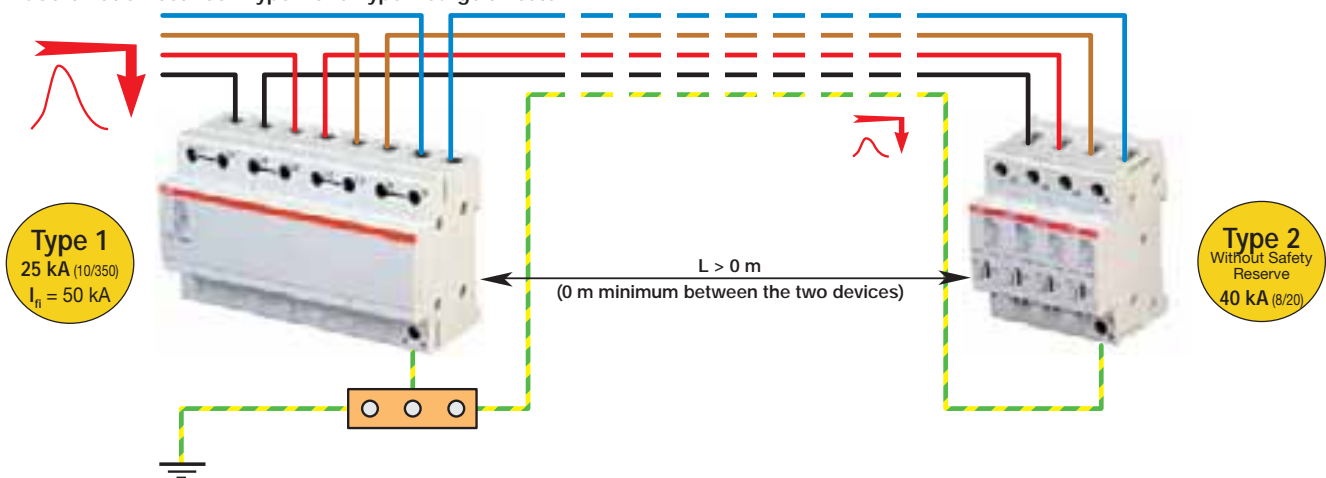 Type 1
25 kA (10/350)
Ifi = 50 kA
L > 0 m
(0 m minimum between the two devices)
Type 2
Without Safety
Reserve
40 kA (8/20)